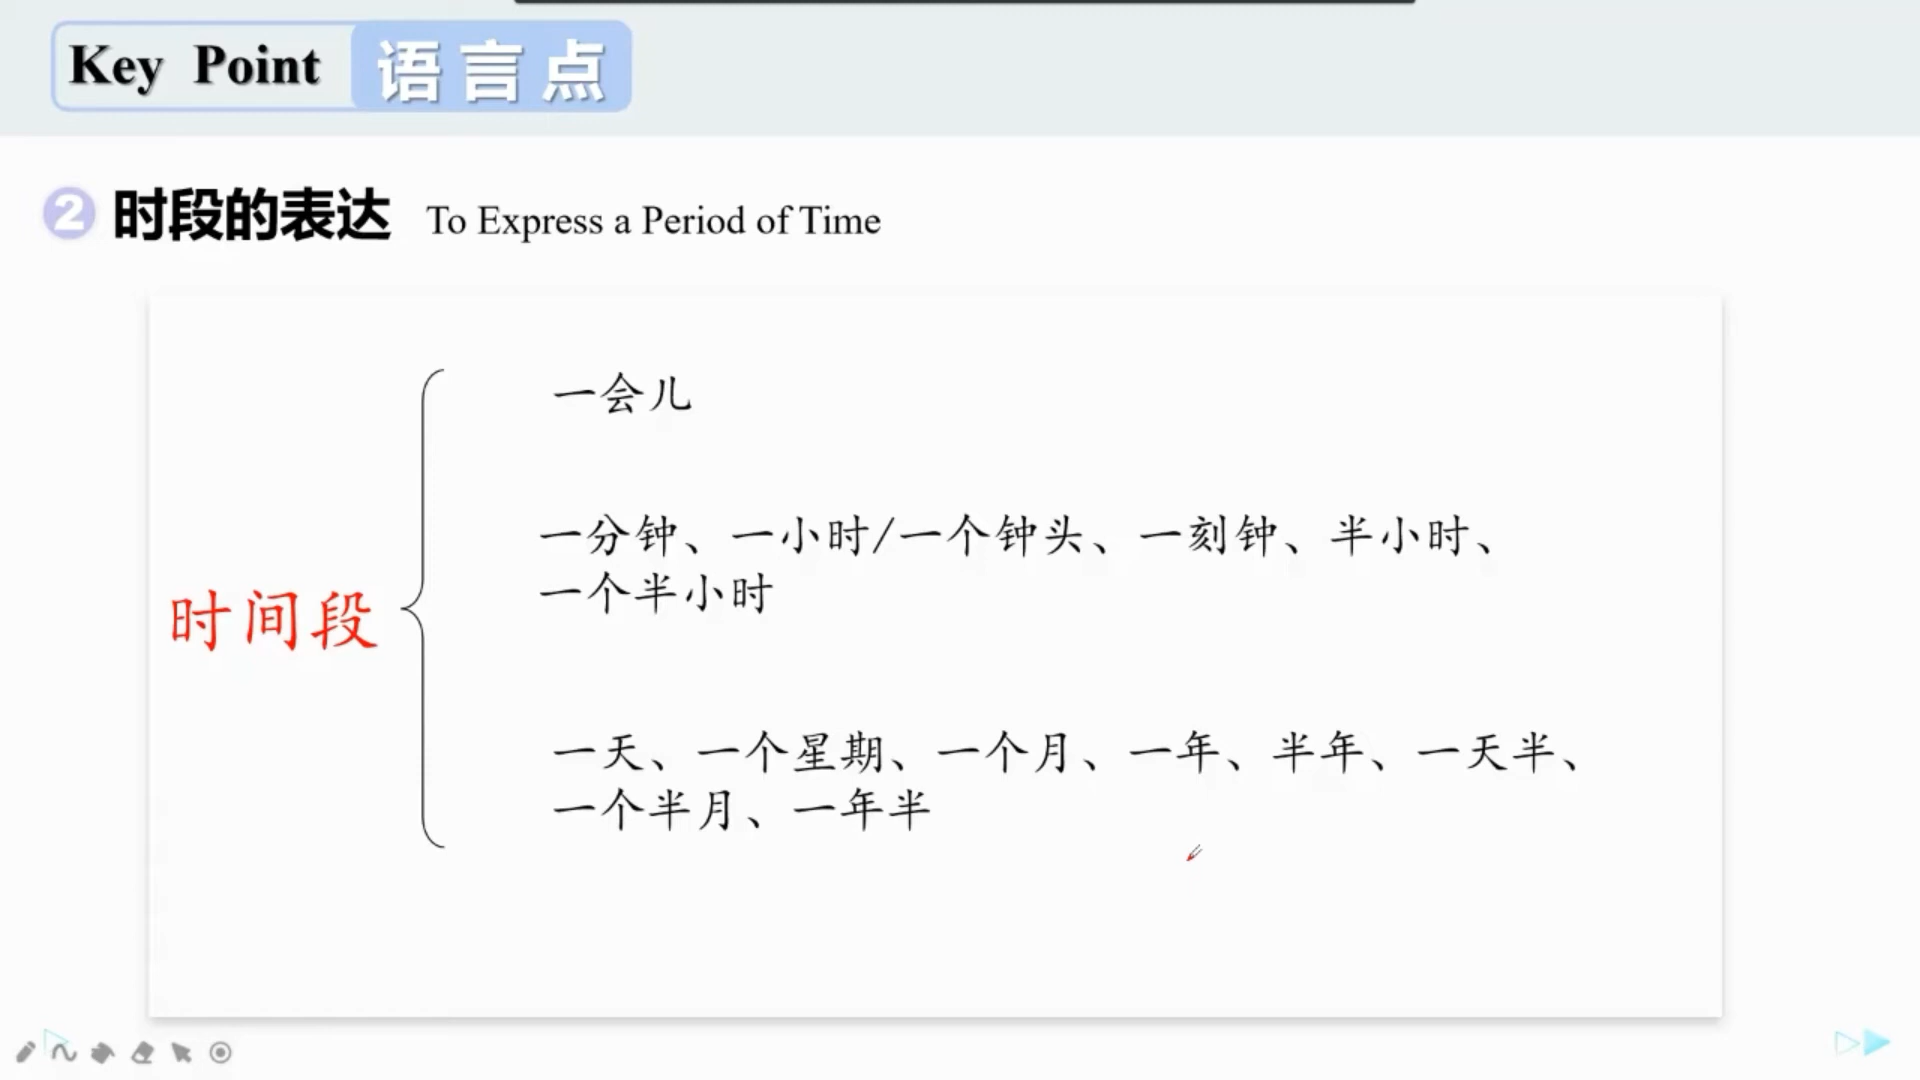 Key Point 语言点
2 时段的表达 To Express a Period of Time
一会儿
一分钟、一小时/一个钟头、一刻钟、半小时、
一个半小时
时间段
一天、一个星期、一个月、一年、半年、一天半、
一个半月、一年半